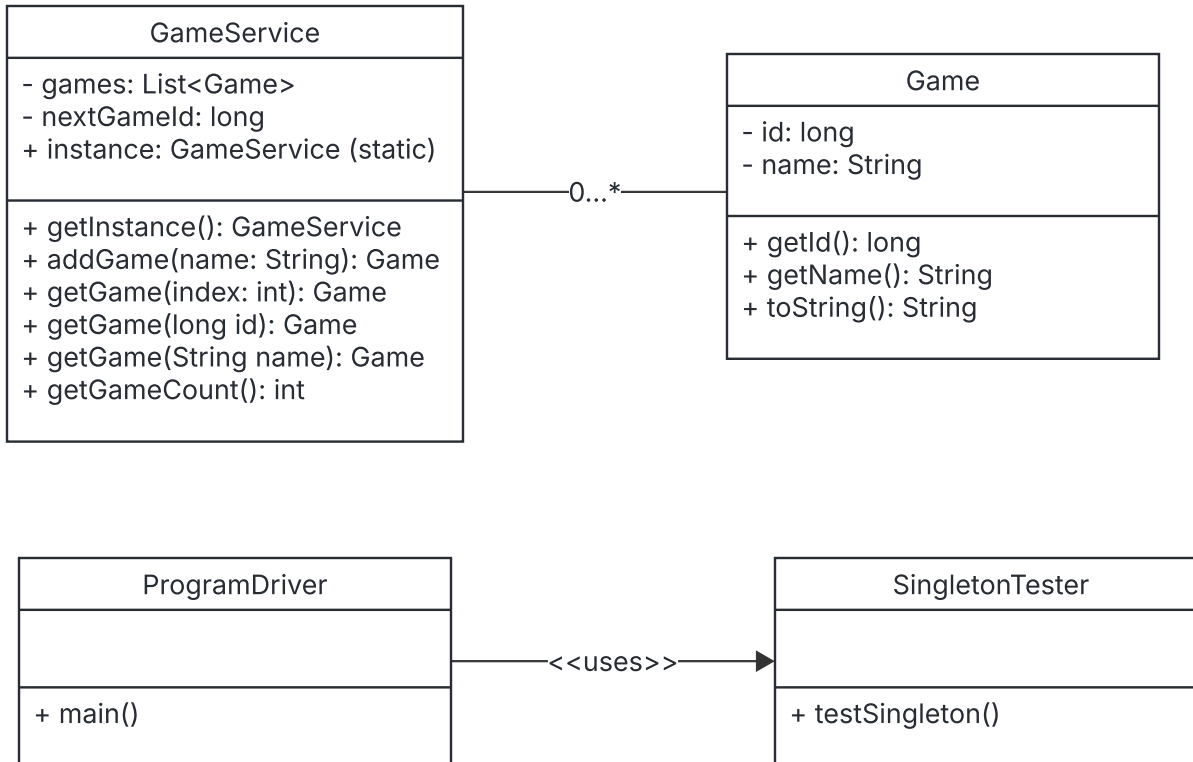 GameService
- games: List<Game>
- nextGameId: long
+ instance: GameService (static)
+ getInstance(): GameService
+ addGame(name: String): Game
+ getGame(index: int): Game
+ getGame(long id): Game
+ getGame(String name): Game
+ getGameCount(): int
0...*
Game
- id: long
- name: String
+ getId(): long
+ getName(): String
+ toString(): String
ProgramDriver
+ main()
<<uses>>
SingletonTester
+ testSingleton()